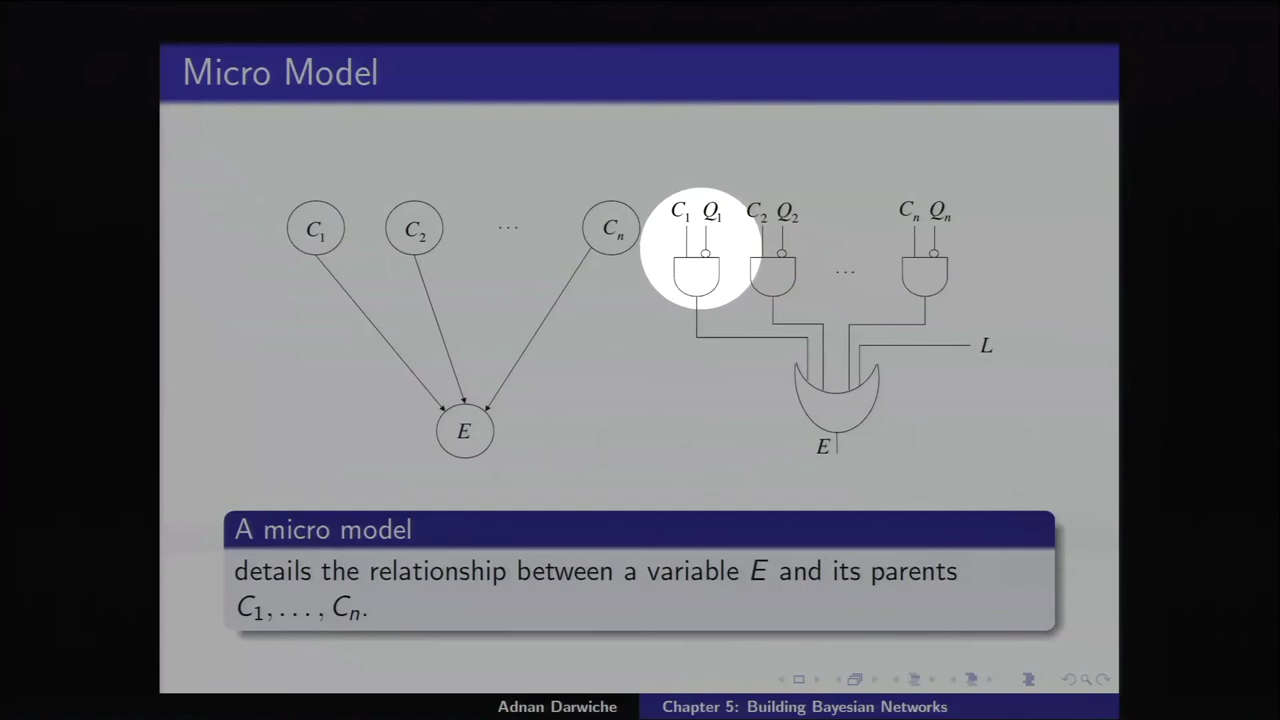 Micro Model
C₁ C₂ ... Cₙ
C₁ Q₁ C₂ Q₂ Cₙ Qₙ
...
L
E
E
A micro model
details the relationship between a variable E and its parents
C₁, . . . , Cₙ.
Adnan Darwiche Chapter 5: Building Bayesian Networks